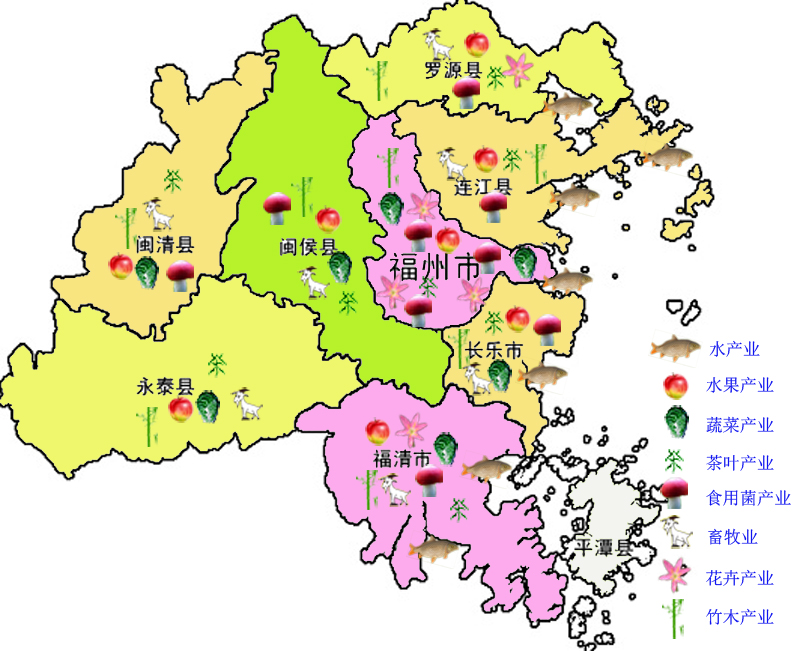 罗源县
连江县
闽清县
闽侯县
福州市
长乐市
永泰县
福清市
平潭县
水产业
水果产业
蔬菜产业
茶叶产业
食用菌产业
畜牧业
花卉产业
竹木产业